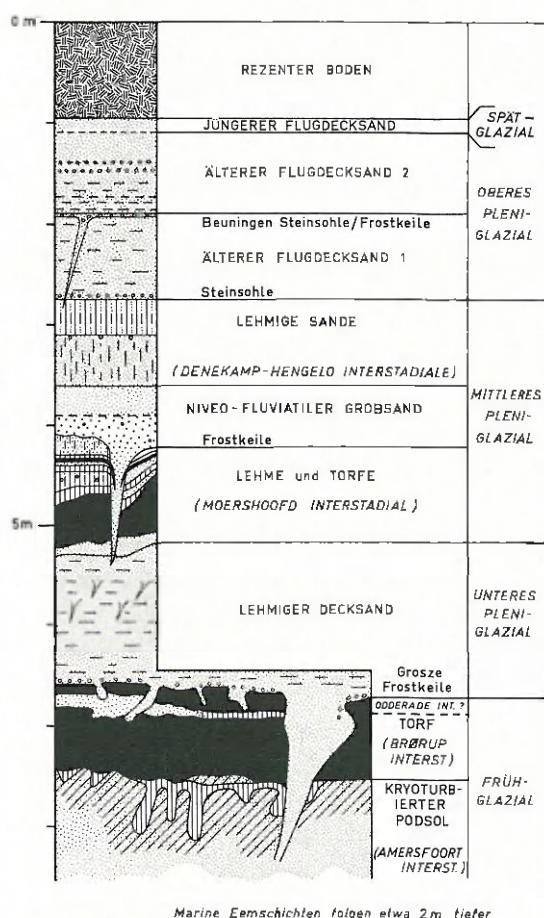 0 m
REZENTER BODEN
JÜNGERER FLUGDECKSAND
SPÄT-
GLAZIAL
ÄLTERER FLUGDECKSAND 2
OBERES
PLENI-
GLAZIAL
Beuningen Steinsohle/Frostkeile
ÄLTERER FLUGDECKSAND 1
Steinsohle
LEHMIGE SANDE
(DENEKAMP-HENGELO INTERSTADIALE)
MITTLERES
PLENI-
GLAZIAL
NIVEO-FLUVIATILER GROBSAND
Frostkeile
LEHME und TORFE
(MOERSHOOFD INTERSTADIAL)
5m
LEHMIGER DECKSAND
UNTERES
PLENI-
GLAZIAL
Grosze
Frostkeile
ODDERADE INT.?
TORF
(BRØRUP
INTERST)
FRÜH-
GLAZIAL
KRYOTURB-
IERTER
PODSOL
(AMERSFOORT
INTERST.)
Marine Eemschichten folgen etwa 2m tiefer